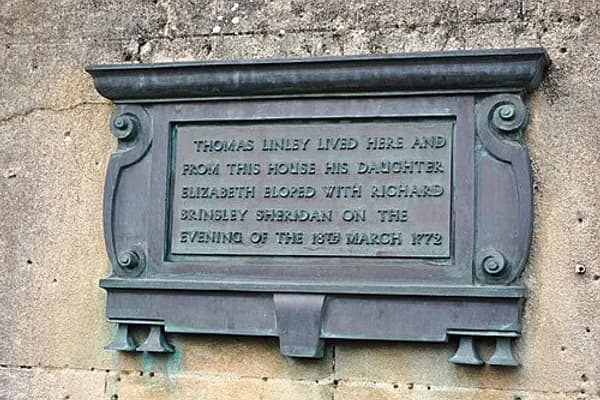 THOMAS LINLEY LIVED HERE AND
FROM THIS HOUSE HIS DAUGHTER
ELIZABETH ELOPED WITH RICHARD
BRINSLEY SHERIDAN ON THE
EVENING OF THE 18TH MARCH 1772